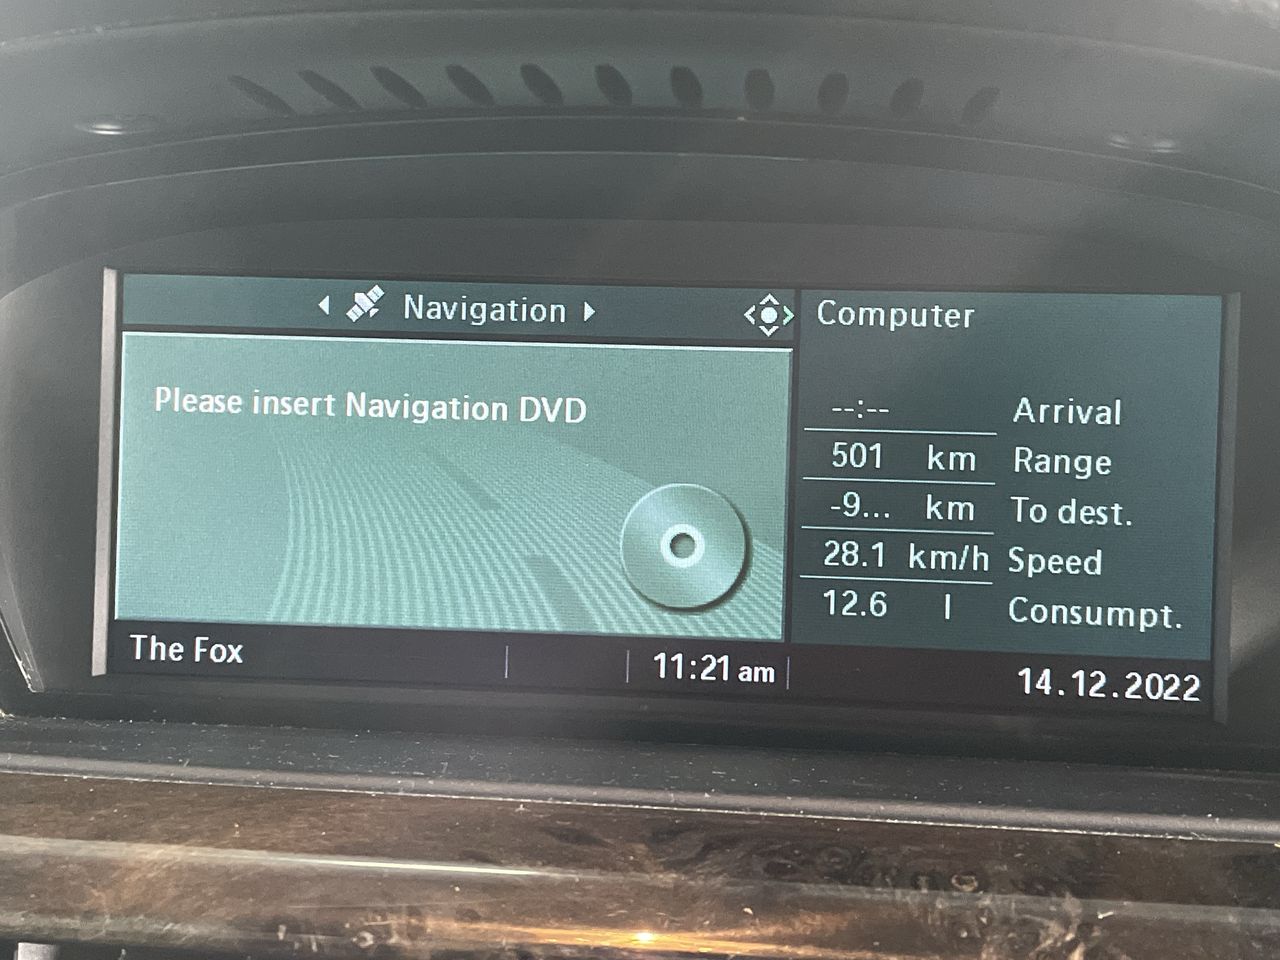 Navigation
Please insert Navigation DVD
Computer
--:-- Arrival
501 km Range
-9... km To dest.
28.1 km/h Speed
12.6 l Consumpt.
The Fox
11:21 am
14.12.2022